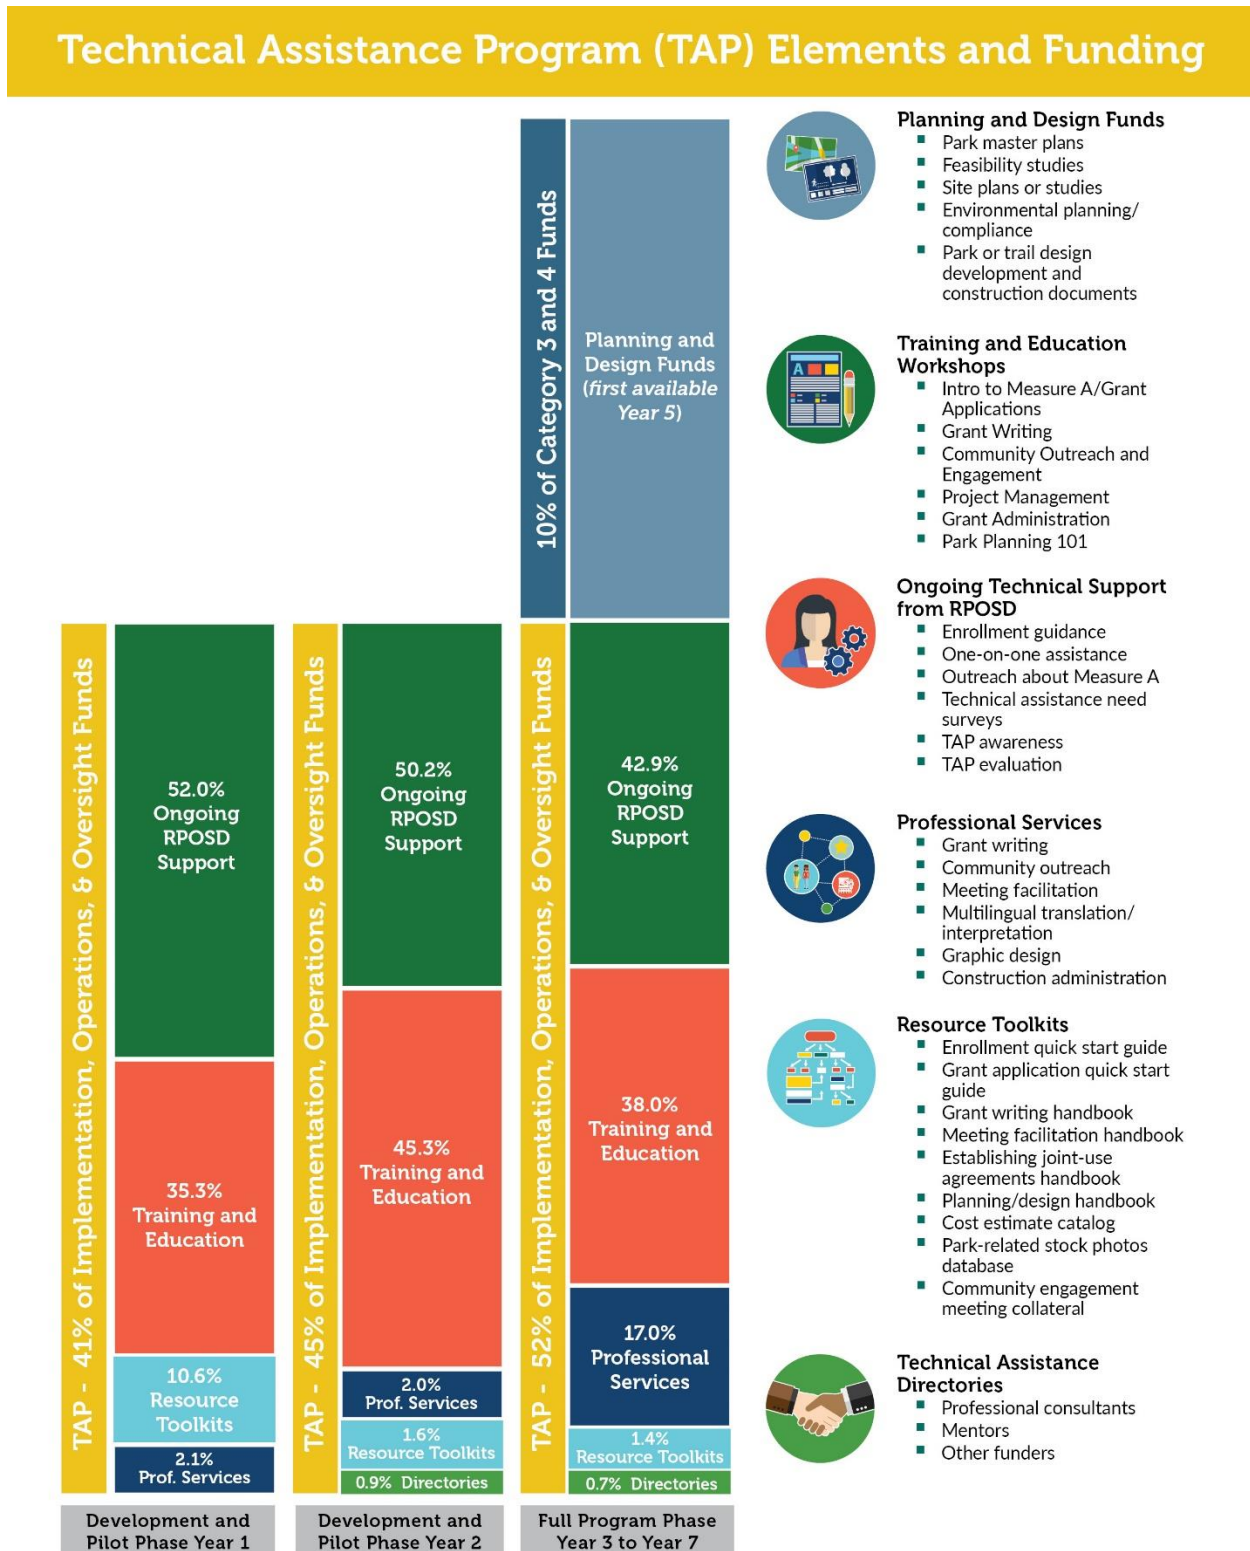 Technical Assistance Program (TAP) Elements and Funding
10% of Category 3 and 4 Funds
Planning and
Design Funds
(first available
Year 5)
TAP - 41% of Implementation, Operations, & Oversight Funds
52.0%
Ongoing
RPOSD
Support
35.3%
Training and
Education
10.6%
Resource
Toolkits
2.1%
Prof. Services
Development and
Pilot Phase Year 1
TAP - 45% of Implementation, Operations, & Oversight Funds
50.2%
Ongoing
RPOSD
Support
45.3%
Training and
Education
2.0%
Prof. Services
1.6%
Resource Toolkits
0.9% Directories
Development and
Pilot Phase Year 2
TAP - 52% of Implementation, Operations, & Oversight Funds
42.9%
Ongoing
RPOSD
Support
38.0%
Training and
Education
17.0%
Professional
Services
1.4%
Resource Toolkits
0.7% Directories
Full Program Phase
Year 3 to Year 7
Planning and Design Funds
Park master plans
Feasibility studies
Site plans or studies
Environmental planning/
compliance
Park or trail design
development and
construction documents
A
Training and Education
Workshops
Intro to Measure A/Grant
Applications
Grant Writing
Community Outreach and
Engagement
Project Management
Grant Administration
Park Planning 101
Ongoing Technical Support
from RPOSD
Enrollment guidance
One-on-one assistance
Outreach about Measure A
Technical assistance need
surveys
TAP awareness
TAP evaluation
Professional Services
Grant writing
Community outreach
Meeting facilitation
Multilingual translation/
interpretation
Graphic design
Construction administration
Resource Toolkits
Enrollment quick start guide
Grant application quick start
guide
Grant writing handbook
Meeting facilitation handbook
Establishing joint-use
agreements handbook
Planning/design handbook
Cost estimate catalog
Park-related stock photos
database
Community engagement
meeting collateral
Technical Assistance
Directories
Professional consultants
Mentors
Other funders